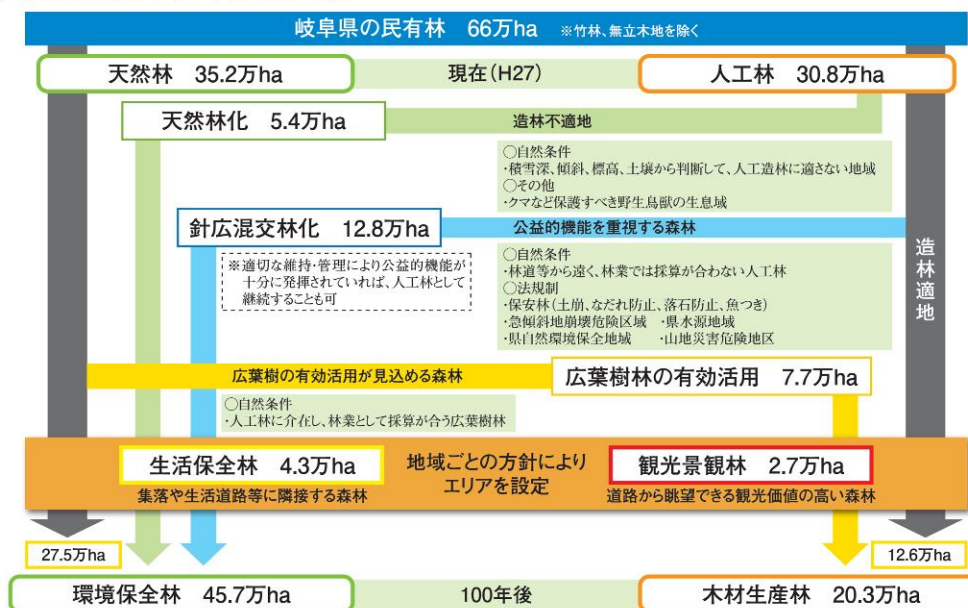 岐阜県の民有林 66万ha ※竹林、無立木地を除く
天然林 35.2万ha
現在(H27)
人工林 30.8万ha
天然林化 5.4万ha
造林不適地
○自然条件
・積雪深、傾斜、標高、土壌から判断して、人工造林に適さない地域
○その他
・クマなど保護すべき野生鳥獣の生息域
針広混交林化 12.8万ha
公益的機能を重視する森林
※適切な維持・管理により公益的機能が
十分に発揮されていれば、人工林として
継続することも可
○自然条件
・林道等から遠く、林業では採算が合わない人工林
○法規制
・保安林(土崩、なだれ防止、落石防止、魚つき)
・急傾斜地崩壊危険区域 ・県水源地域
・県自然環境保全地域 ・山地災害危険地区
造林適地
広葉樹の有効活用が見込める森林
広葉樹林の有効活用 7.7万ha
○自然条件
・人工林に介在し、林業として採算が合う広葉樹林
生活保全林 4.3万ha
集落や生活道路等に隣接する森林
地域ごとの方針により
エリアを設定
観光景観林 2.7万ha
道路から眺望できる観光価値の高い森林
27.5万ha
12.6万ha
環境保全林 45.7万ha
100年後
木材生産林 20.3万ha